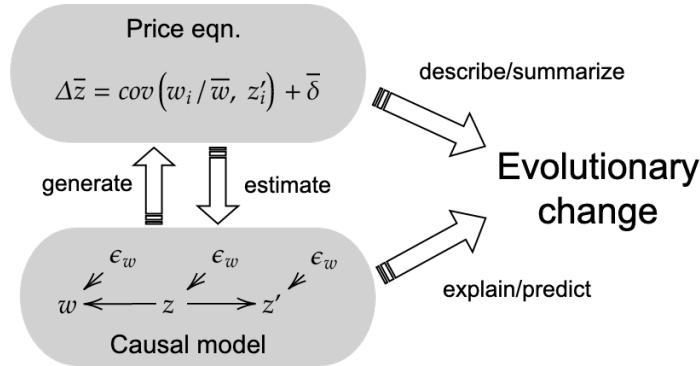 Price eqn.
Δz̅ = cov(wᵢ/w̅, z′ᵢ) + δ̅
describe/summarize
generate
estimate
Evolutionary
change
ϵ_w ϵ_w ϵ_w
w z z′
explain/predict
Causal model